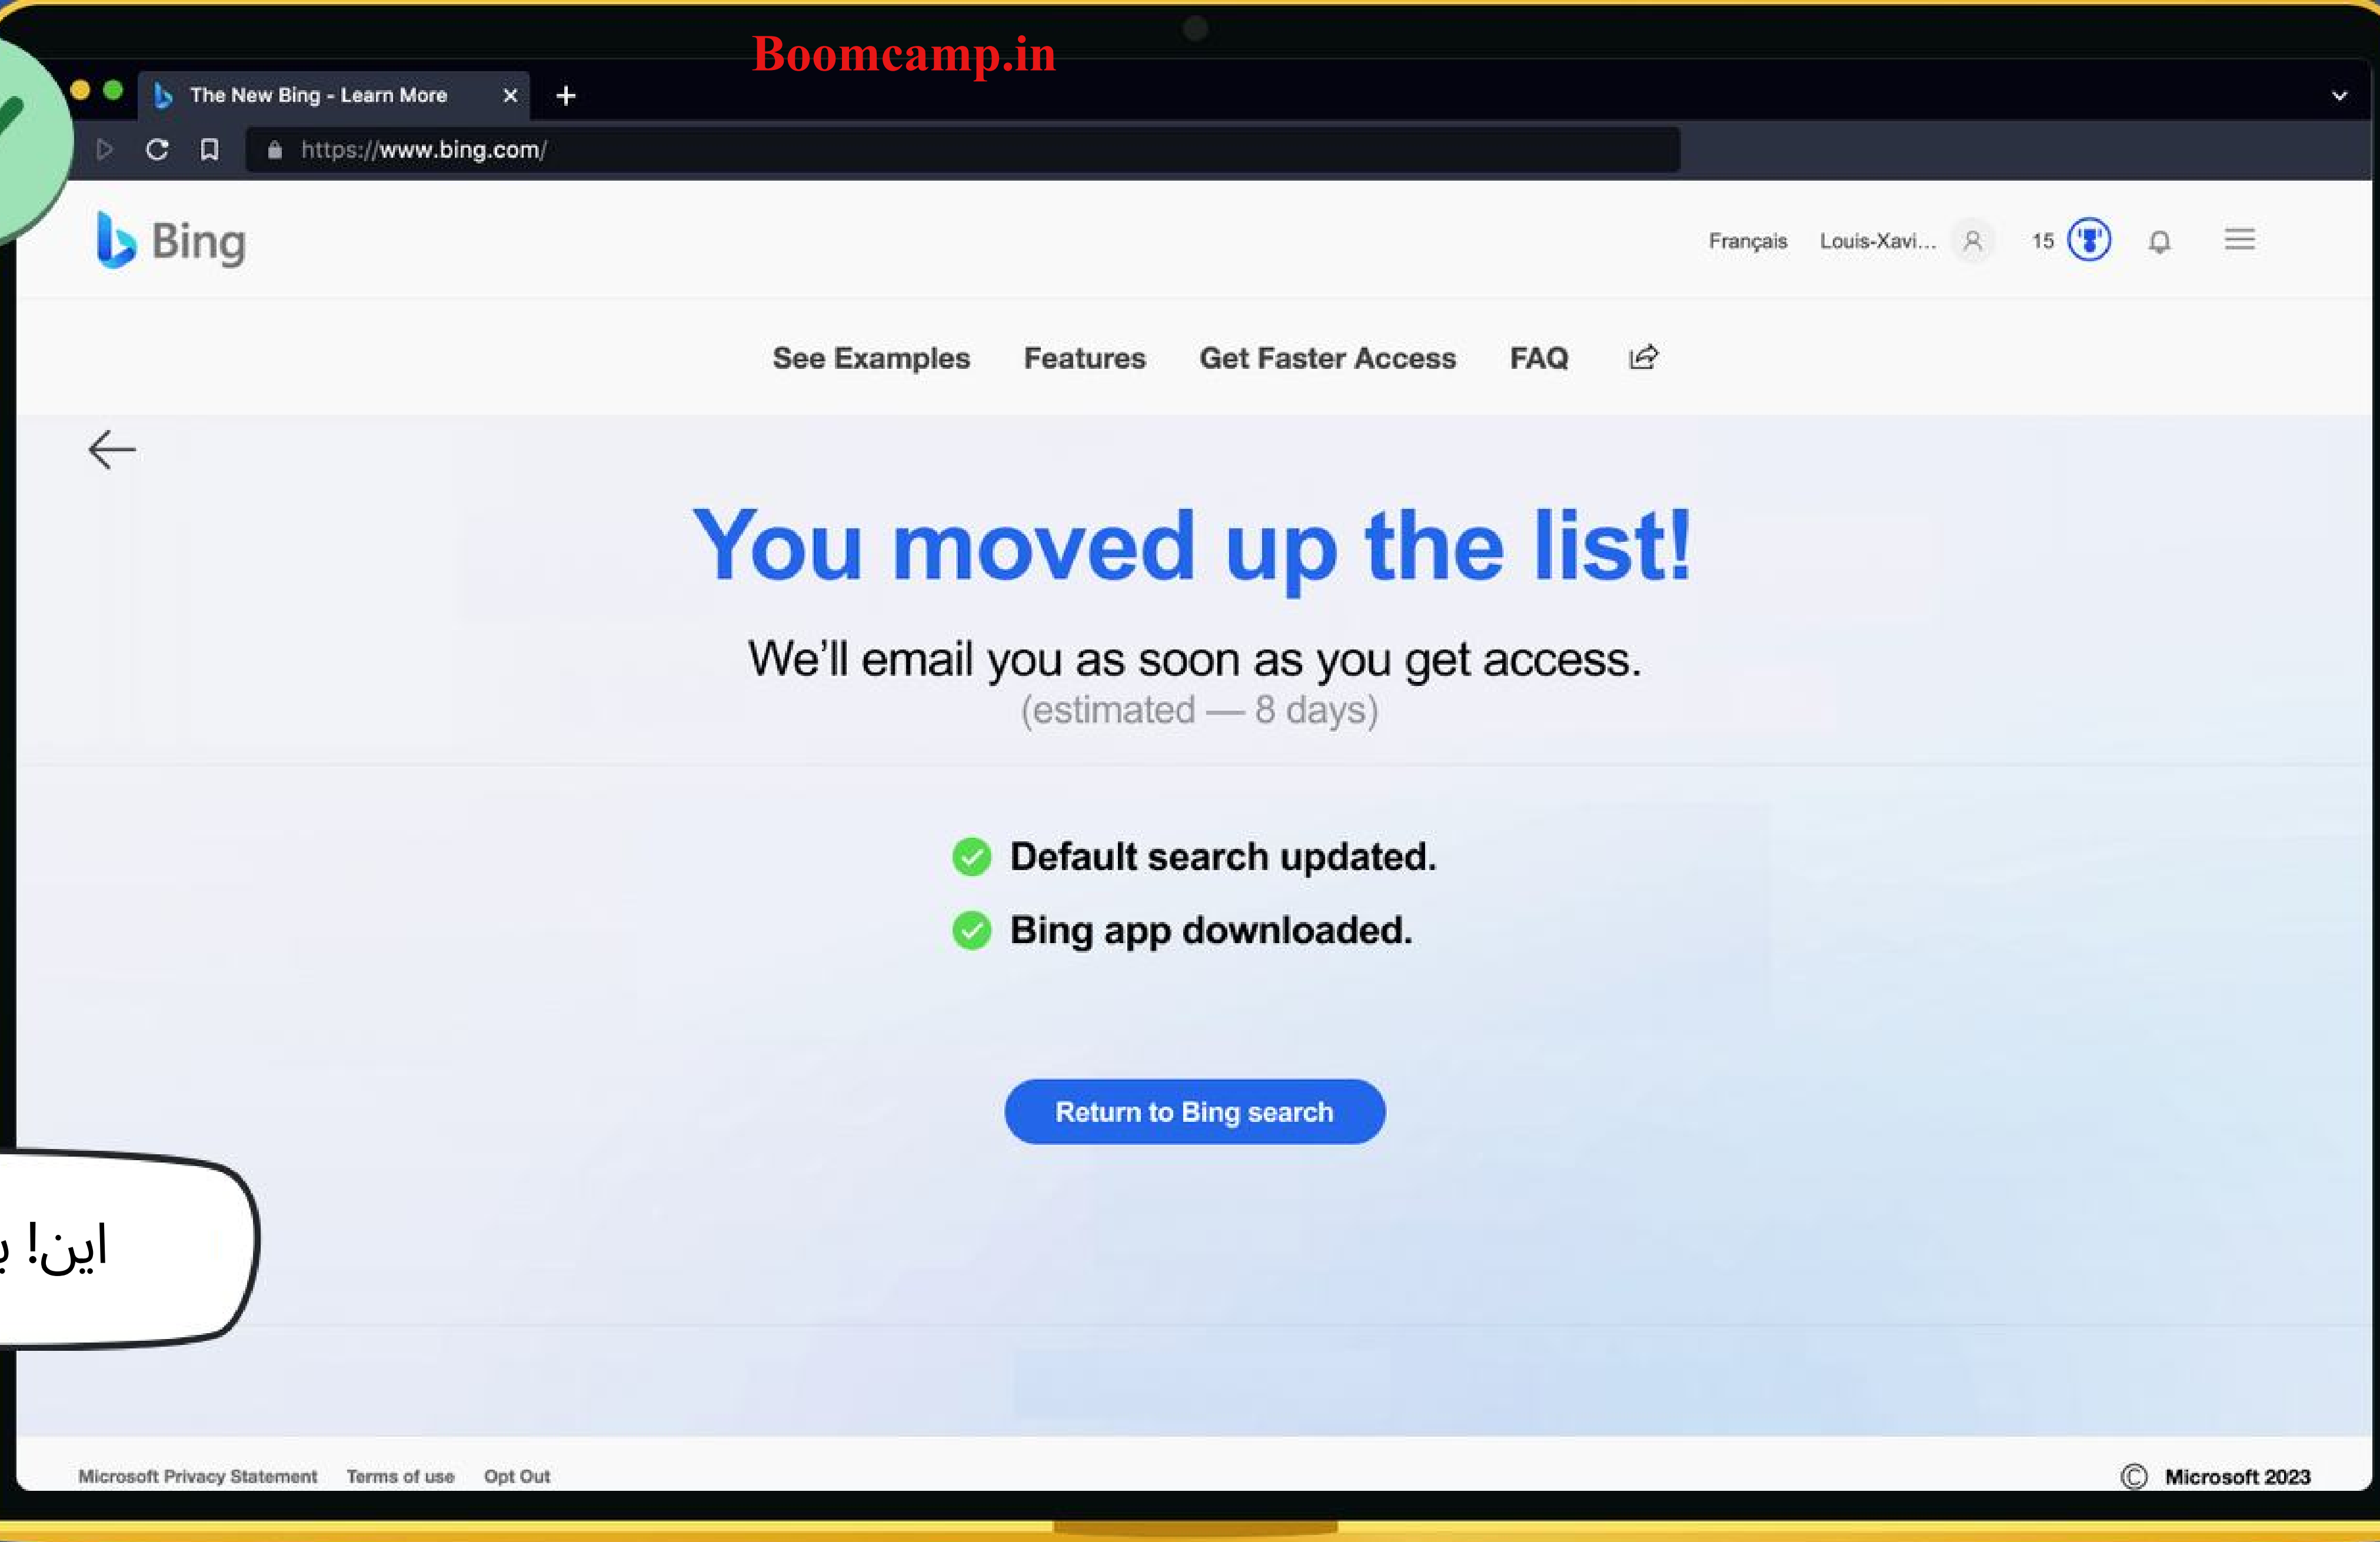 Boomcamp.in
The New Bing - Learn More
https://www.bing.com/
Bing
Français Louis-Xavi... 15
See Examples Features Get Faster Access FAQ
You moved up the list!
We'll email you as soon as you get access.
(estimated — 8 days)
Default search updated.
Bing app downloaded.
Return to Bing search
این!
Microsoft Privacy Statement Terms of use Opt Out
© Microsoft 2023